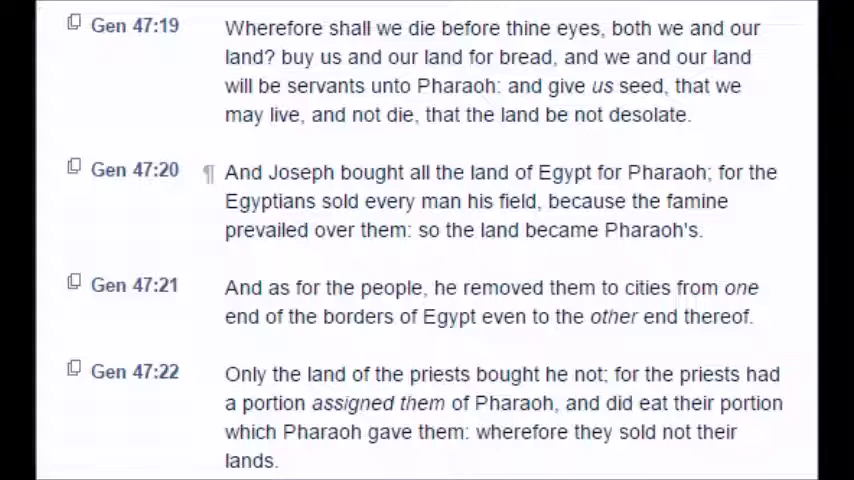 Gen 47:19 Wherefore shall we die before thine eyes, both we and our
land? buy us and our land for bread, and we and our land
will be servants unto Pharaoh: and give us seed, that we
may live, and not die, that the land be not desolate.
Gen 47:20 ¶ And Joseph bought all the land of Egypt for Pharaoh; for the
Egyptians sold every man his field, because the famine
prevailed over them: so the land became Pharaoh's.
Gen 47:21 And as for the people, he removed them to cities from one
end of the borders of Egypt even to the other end thereof.
Gen 47:22 Only the land of the priests bought he not; for the priests had
a portion assigned them of Pharaoh, and did eat their portion
which Pharaoh gave them: wherefore they sold not their
lands.